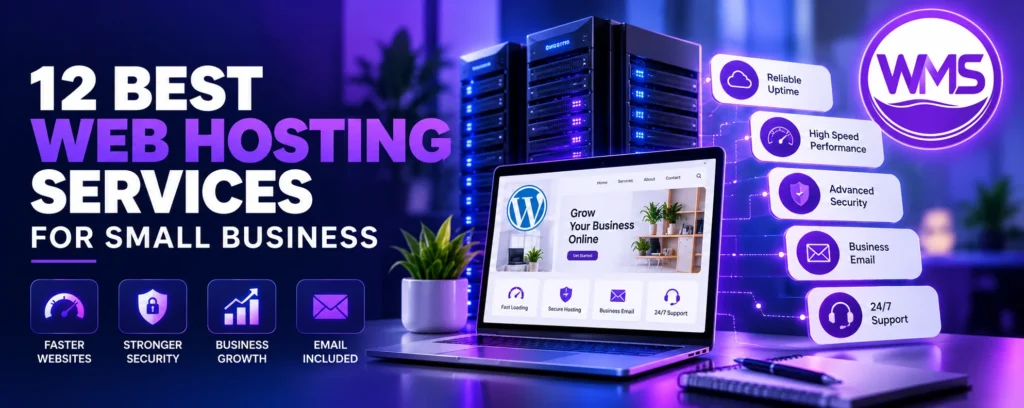 12 BEST
WEB HOSTING
SERVICES
FOR SMALL BUSINESS
FASTER
WEBSITES
STRONGER
SECURITY
BUSINESS
GROWTH
EMAIL
INCLUDED
Home Services About Contact
W
Grow
Your Business
Online
Get Started
Fast Loading
Secure Hosting
Business Email
24/7 Support
Reliable
Uptime
High Speed
Performance
Advanced
Security
Business
Email
24/7
Support
WMS